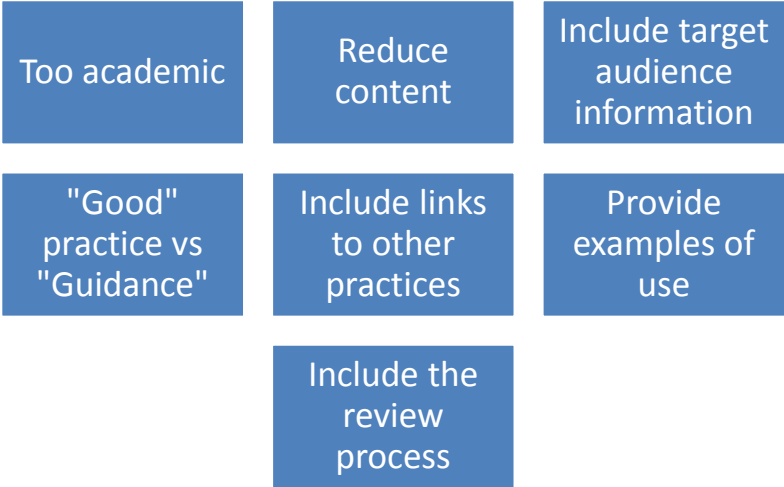 Too academic
Reduce
content
Include target
audience
information
"Good"
practice vs
"Guidance"
Include links
to other
practices
Provide
examples of
use
Include the
review
process